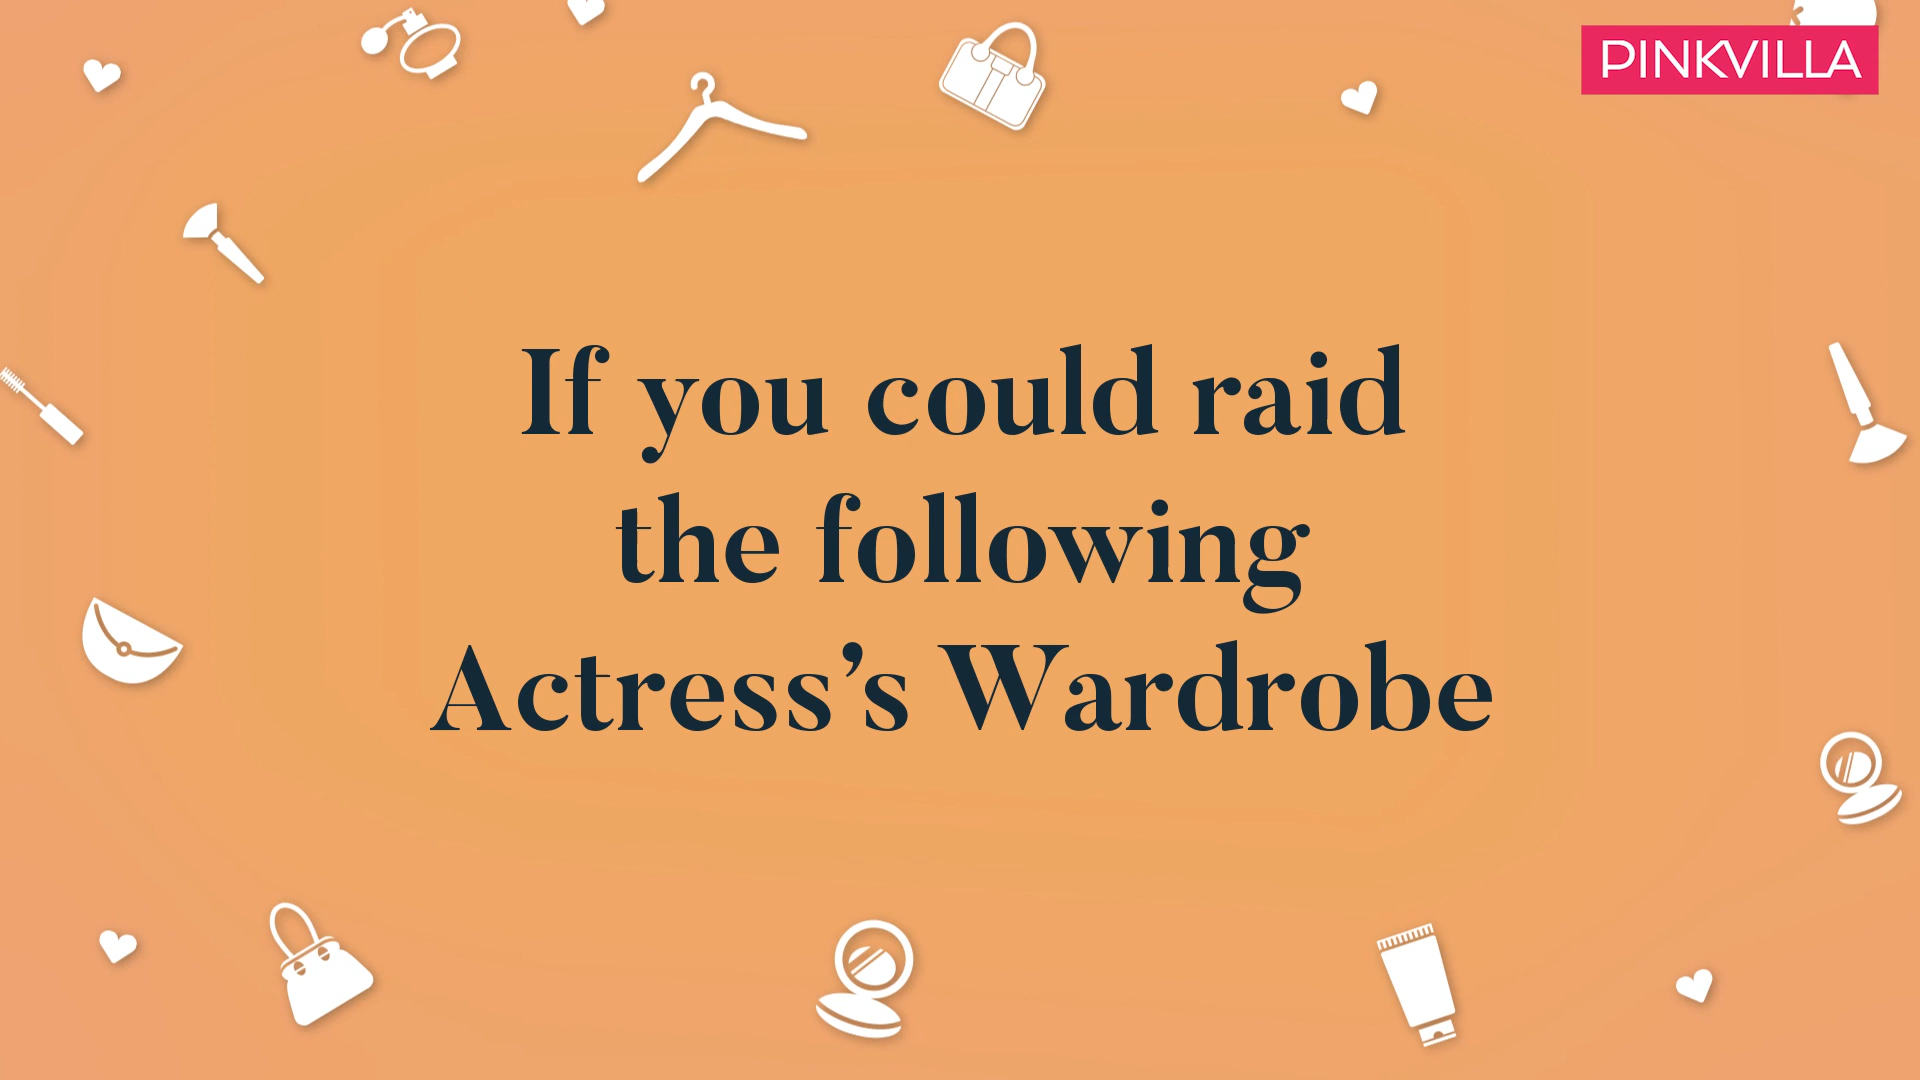 PINKVILLA
If you could raid
the following
Actress’s Wardrobe